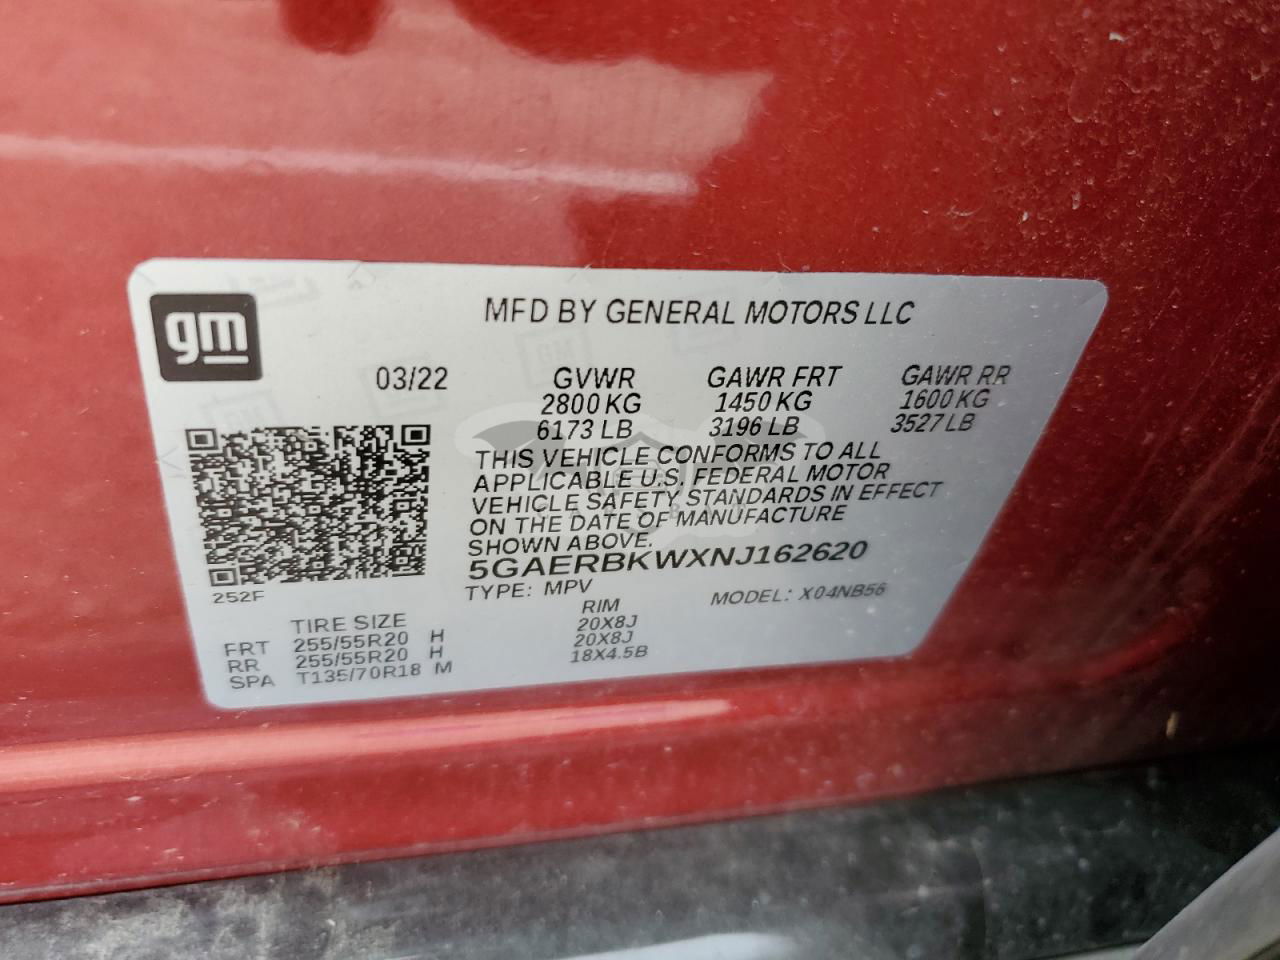 gm
MFD BY GENERAL MOTORS LLC
03/22 GVWR GAWR FRT GAWR RR
2800 KG 1450 KG 1600 KG
6173 LB 3196 LB 3527 LB
THIS VEHICLE CONFORMS TO ALL
APPLICABLE U.S. FEDERAL MOTOR
VEHICLE SAFETY STANDARDS IN EFFECT
ON THE DATE OF MANUFACTURE
SHOWN ABOVE.
5GAERBKWXNJ162620
TYPE: MPV MODEL: X04NB56
252F
TIRE SIZE RIM
FRT 255/55R20 H 20X8J
RR 255/55R20 H 20X8J
SPA T135/70R18 M 18X4.5B